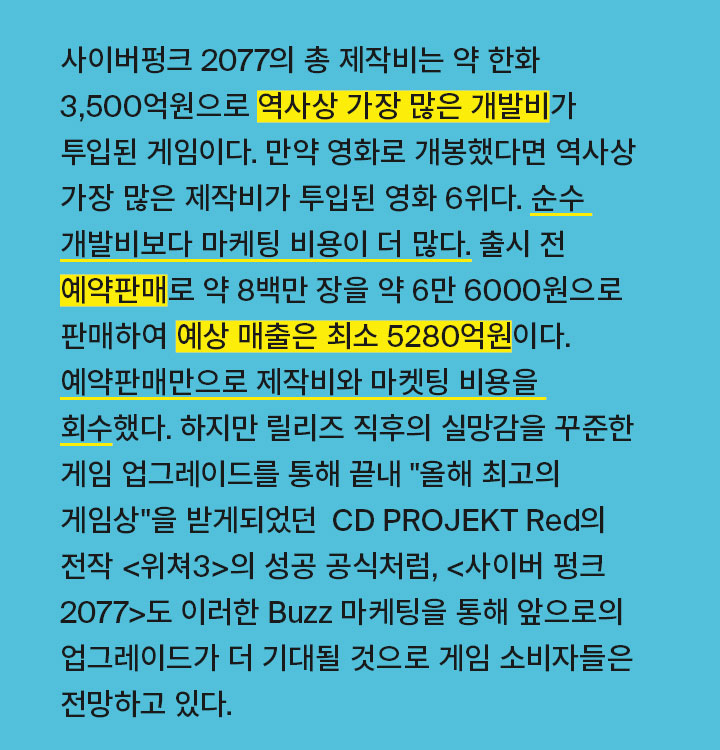 사이버펑크 2077의 총 제작비는 약 한화
3,500억원으로 역사상 가장 많은 개발비가
투입된 게임이다. 만약 영화로 개봉했다면 역사상
가장 많은 제작비가 투입된 영화 6위다. 순수
개발비보다 마케팅 비용이 더 많다. 출시 전
예약판매로 약 8백만 장을 약 6만 6000원으로
판매하여 예상 매출은 최소 5280억원이다.
예약판매만으로 제작비와 마켓팅 비용을
회수했다. 하지만 릴리즈 직후의 실망감을 꾸준한
게임 업그레이드를 통해 끝내 "올해 최고의
게임상"을 받게되었던  CD PROJEKT Red의
전작 <위쳐3>의 성공 공식처럼, <사이버 펑크
2077>도 이러한 Buzz 마케팅을 통해 앞으로의
업그레이드가 더 기대될 것으로 게임 소비자들은
전망하고 있다.